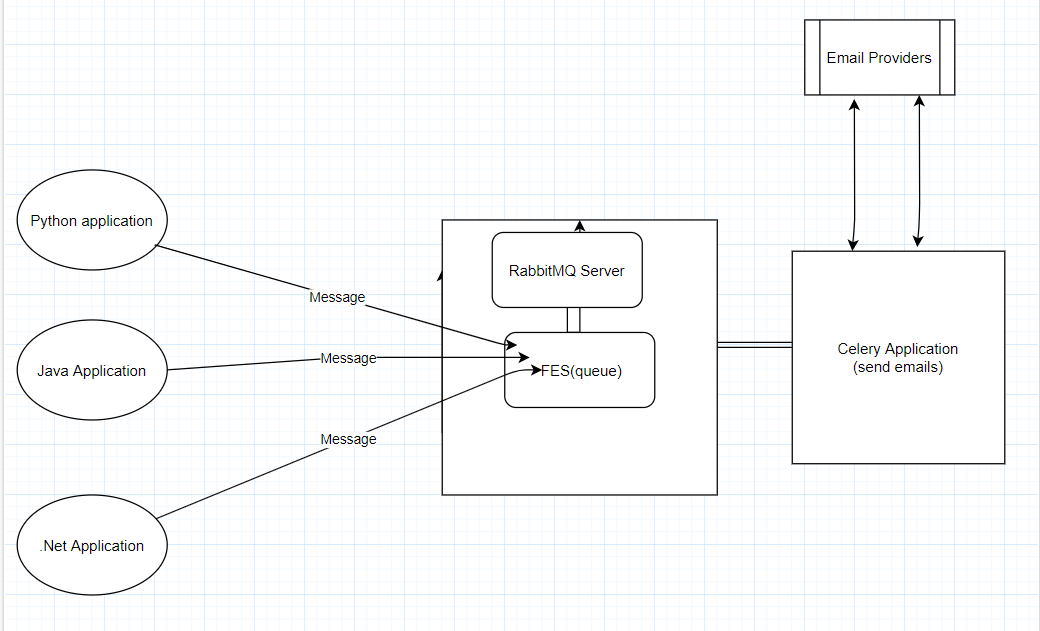 Email Providers
Python application
RabbitMQ Server
Message
Celery Application
(send emails)
Message
Java Application
FES(queue)
Message
.Net Application